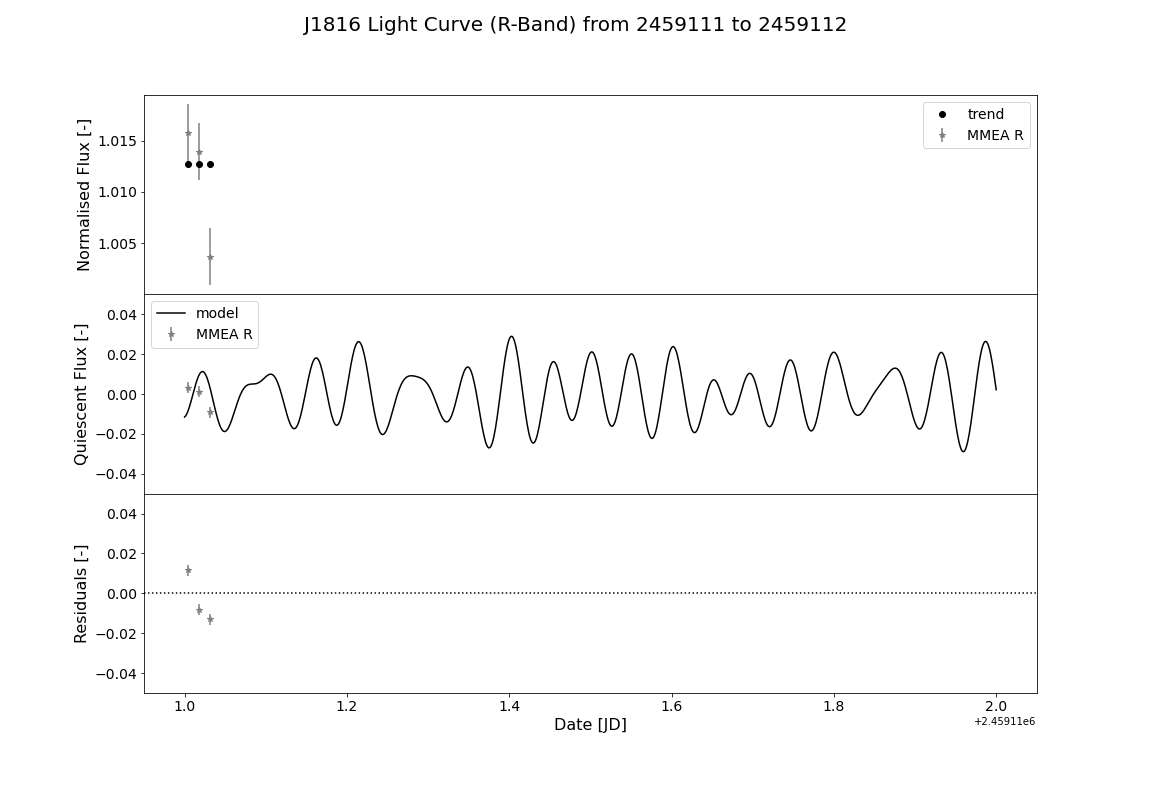 J1816 Light Curve (R-Band) from 2459111 to 2459112
Normalised Flux [-]
1.015
1.010
1.005
trend
MMEA R
Quiescent Flux [-]
0.04
0.02
0.00
−0.02
−0.04
model
MMEA R
Residuals [-]
0.04
0.02
0.00
−0.02
−0.04
1.0 1.2 1.4 1.6 1.8 2.0
Date [JD]
+2.45911e6